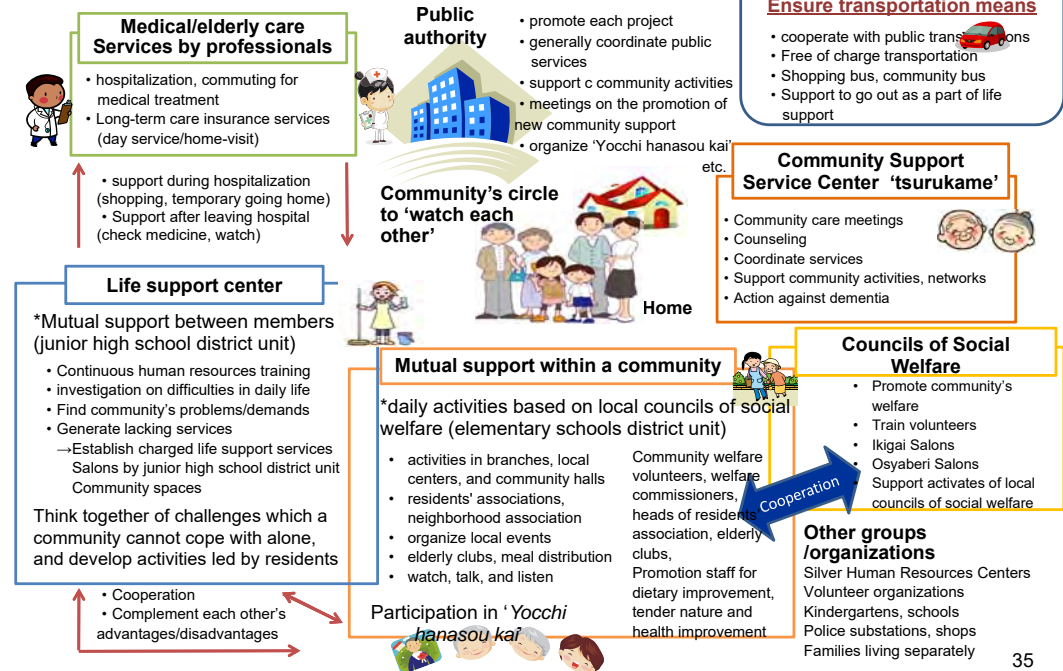 Medical/elderly care
Services by professionals
• hospitalization, commuting for
medical treatment
• Long-term care insurance services
(day service/home-visit)
Public
authority
• promote each project
• generally coordinate public
services
• support c community activities
• meetings on the promotion of
new community support
• organize ‘Yocchi hanasou kai’
etc.
Ensure transportation means
• cooperate with public
• Free of charge transportation
• Shopping bus, community bus
• Support to go out as a part of life
support
• support during hospitalization
(shopping, temporary going home)
• Support after leaving hospital
(check medicine, watch)
Community’s circle
to ‘watch each
other’
Home
Community Support
Service Center ‘tsurukame’
• Community care meetings
• Counseling
• Coordinate services
• Support community activities, networks
• Action against dementia
Life support center
*Mutual support between members
(junior high school district unit)
• Continuous human resources training
• investigation on difficulties in daily life
• Find community’s problems/demands
• Generate lacking services
→Establish charged life support services
Salons by junior high school district unit
Community spaces
Think together of challenges which a
community cannot cope with alone,
and develop activities led by residents
• Cooperation
• Complement each other’s
advantages/disadvantages
Mutual support within a community
*daily activities based on local councils of social
welfare (elementary schools district unit)
• activities in branches, local
centers, and community halls
• residents' associations,
neighborhood association
• organize local events
• elderly clubs, meal distribution
• watch, talk, and listen
Participation in ‘Yocchi
hanasou kai’
Community welfare
volunteers, welfare
commissioners,
heads of residents’
association, elderly
clubs,
Promotion staff for
dietary improvement,
tender nature and
health improvement
Cooperation
Councils of Social
Welfare
• Promote community’s
welfare
• Train volunteers
• Ikigai Salons
• Osyaberi Salons
• Support activates of local
councils of social welfare
Other groups
/organizations
Silver Human Resources Centers
Volunteer organizations
Kindergartens, schools
Police substations, shops
Families living separately
35